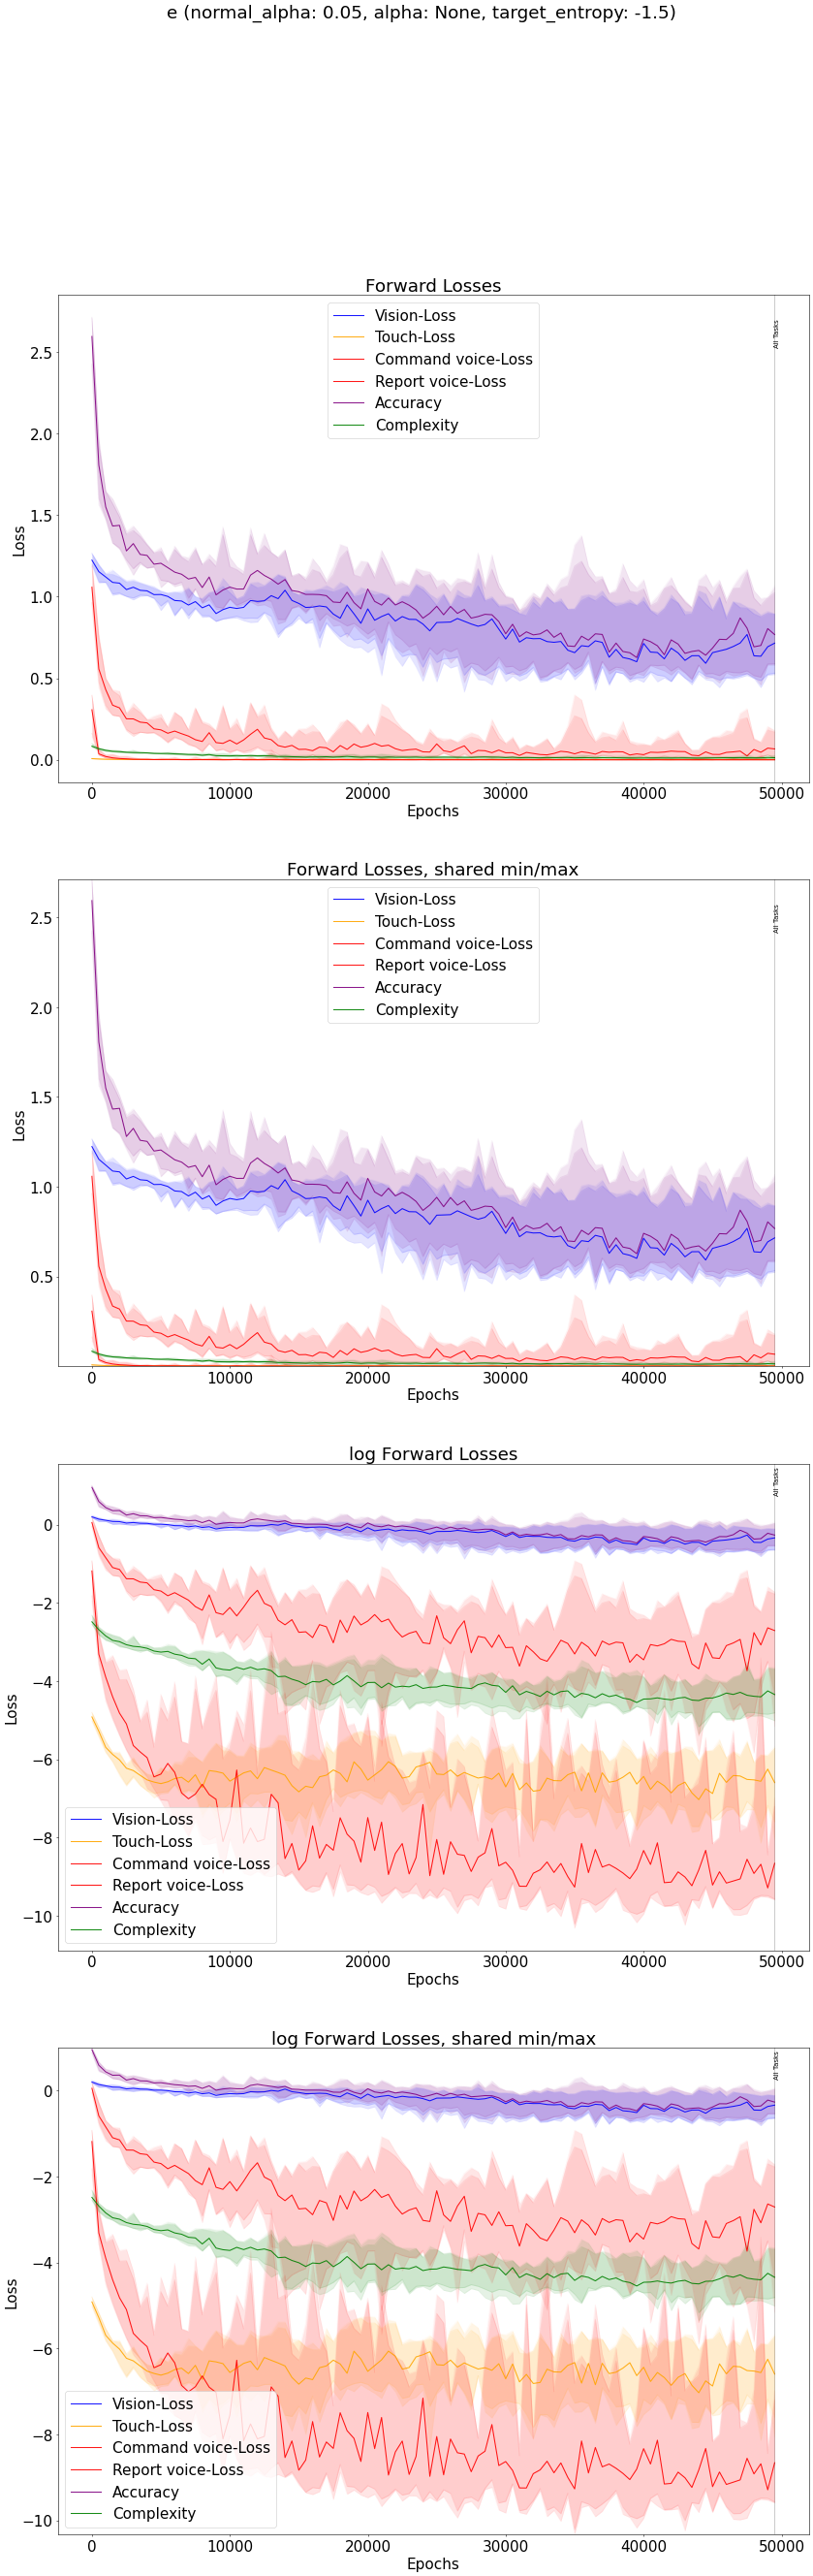 e (normal_alpha: 0.05, alpha: None, target_entropy: -1.5)
Forward Losses
Vision-Loss
Touch-Loss
Command voice-Loss
Report voice-Loss
Accuracy
Complexity
All Tasks
Loss
2.5
2.0
1.5
1.0
0.5
0.0
0 10000 20000 30000 40000 50000
Epochs
Forward Losses, shared min/max
Vision-Loss
Touch-Loss
Command voice-Loss
Report voice-Loss
Accuracy
Complexity
All Tasks
Loss
2.5
2.0
1.5
1.0
0.5
0 10000 20000 30000 40000 50000
Epochs
log Forward Losses
All Tasks
Loss
0
−2
−4
−6
−8
−10
Vision-Loss
Touch-Loss
Command voice-Loss
Report voice-Loss
Accuracy
Complexity
0 10000 20000 30000 40000 50000
Epochs
log Forward Losses, shared min/max
All Tasks
Loss
0
−2
−4
−6
−8
−10
Vision-Loss
Touch-Loss
Command voice-Loss
Report voice-Loss
Accuracy
Complexity
0 10000 20000 30000 40000 50000
Epochs